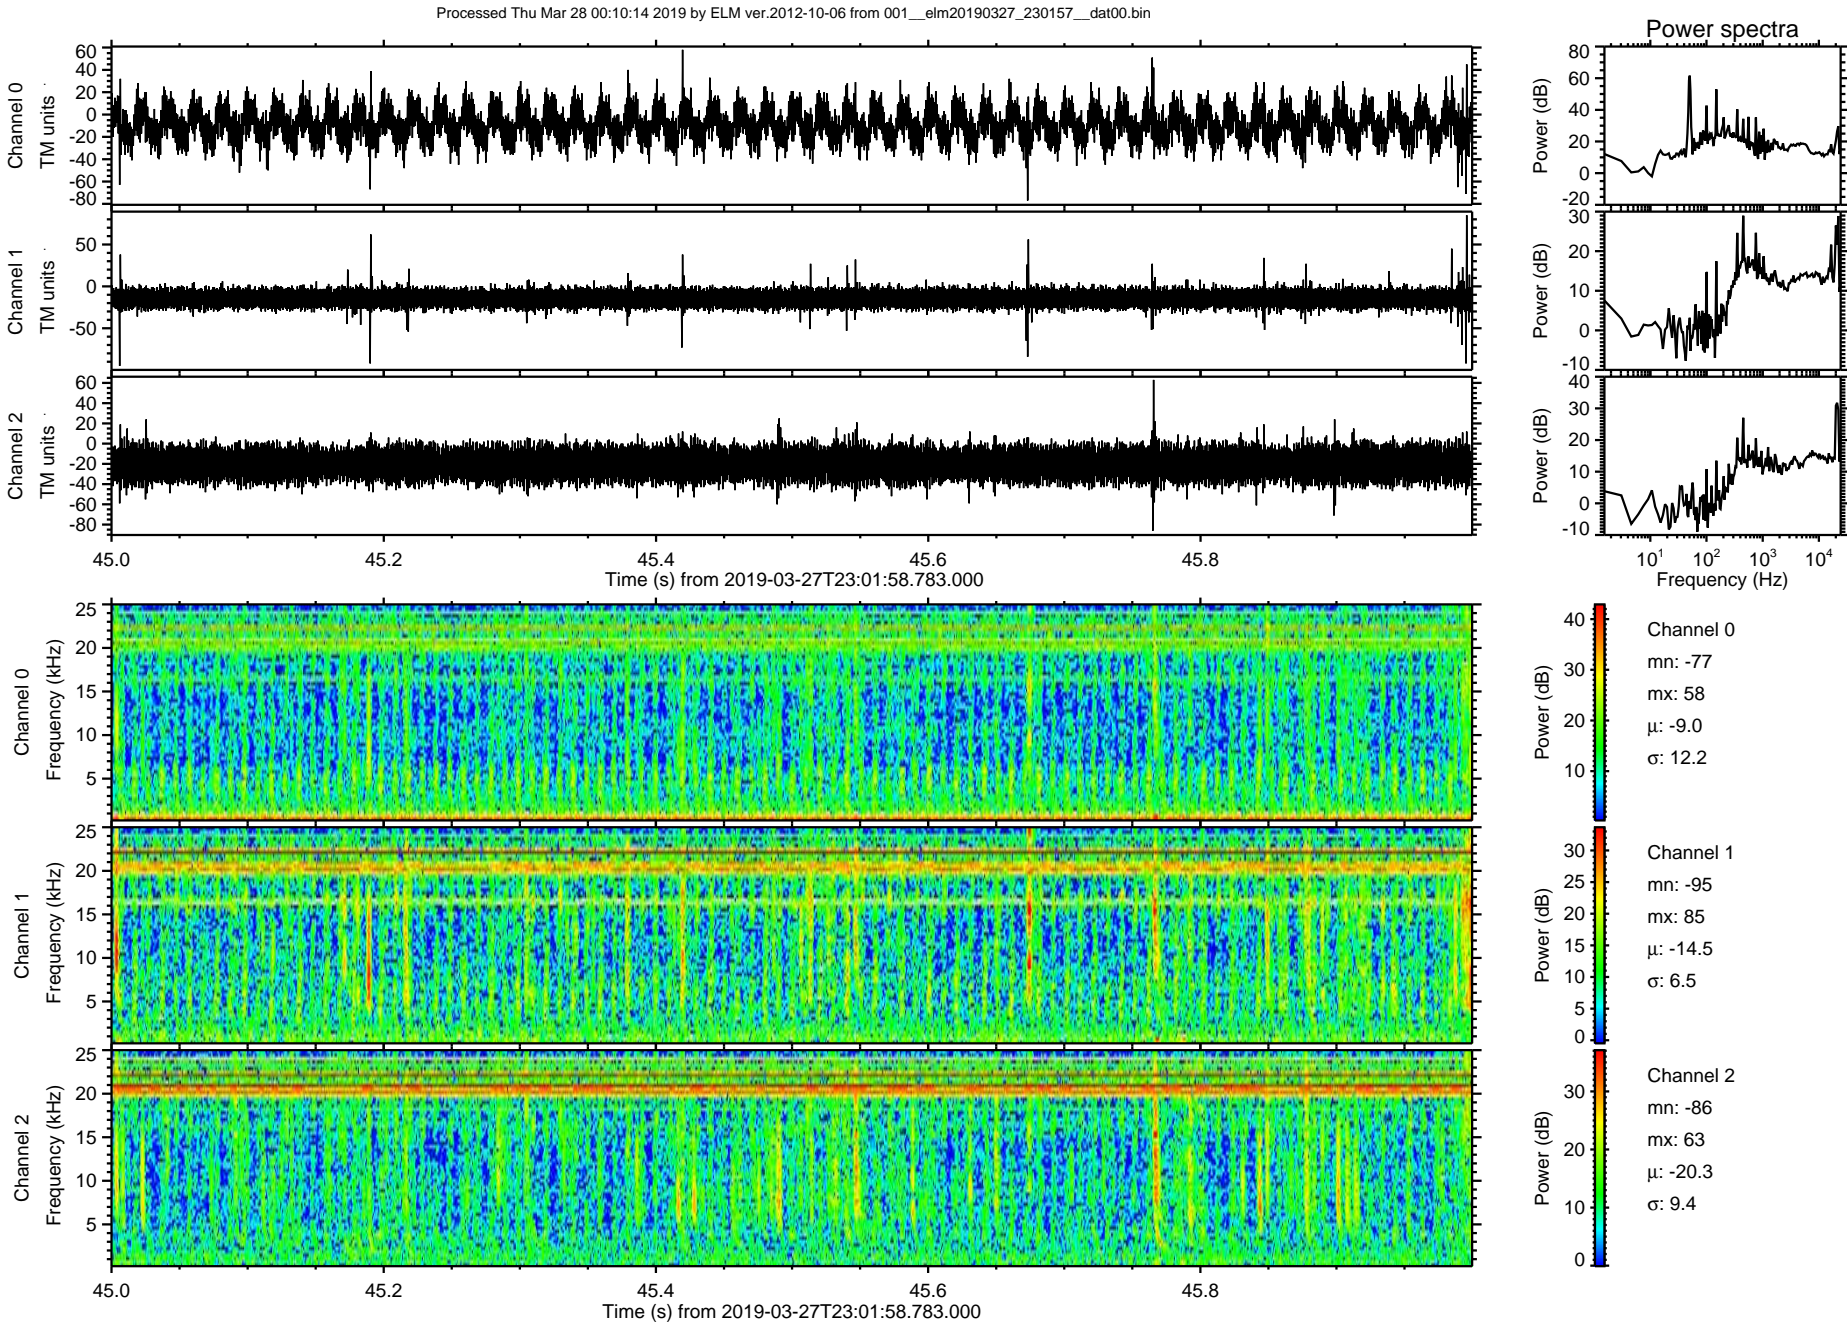 Processed Thu Mar 28 00:10:14 2019 by ELM ver.2012-10-06 from 001__elm20190327_230157__dat00.bin
Power spectra
Channel 0
TM units
60
40
20
0
-20
-40
-60
-80
Power (dB)
80
60
40
20
0
-20
Channel 1
TM units
50
0
-50
Power (dB)
30
20
10
0
-10
Channel 2
TM units
60
40
20
0
-20
-40
-60
-80
Power (dB)
40
30
20
10
0
-10
45.0 45.2 45.4 45.6 45.8
Time (s) from 2019-03-27T23:01:58.783.000
10¹ 10² 10³ 10⁴
Frequency (Hz)
Channel 0
Frequency (kHz)
25
20
15
10
5
Power (dB)
40
30
20
10
Channel 0
mn: -77
mx: 58
μ: -9.0
σ: 12.2
Channel 1
Frequency (kHz)
25
20
15
10
5
Power (dB)
30
25
20
15
10
5
0
Channel 1
mn: -95
mx: 85
μ: -14.5
σ: 6.5
Channel 2
Frequency (kHz)
25
20
15
10
5
Power (dB)
30
20
10
0
Channel 2
mn: -86
mx: 63
μ: -20.3
σ: 9.4
45.0 45.2 45.4 45.6 45.8
Time (s) from 2019-03-27T23:01:58.783.000